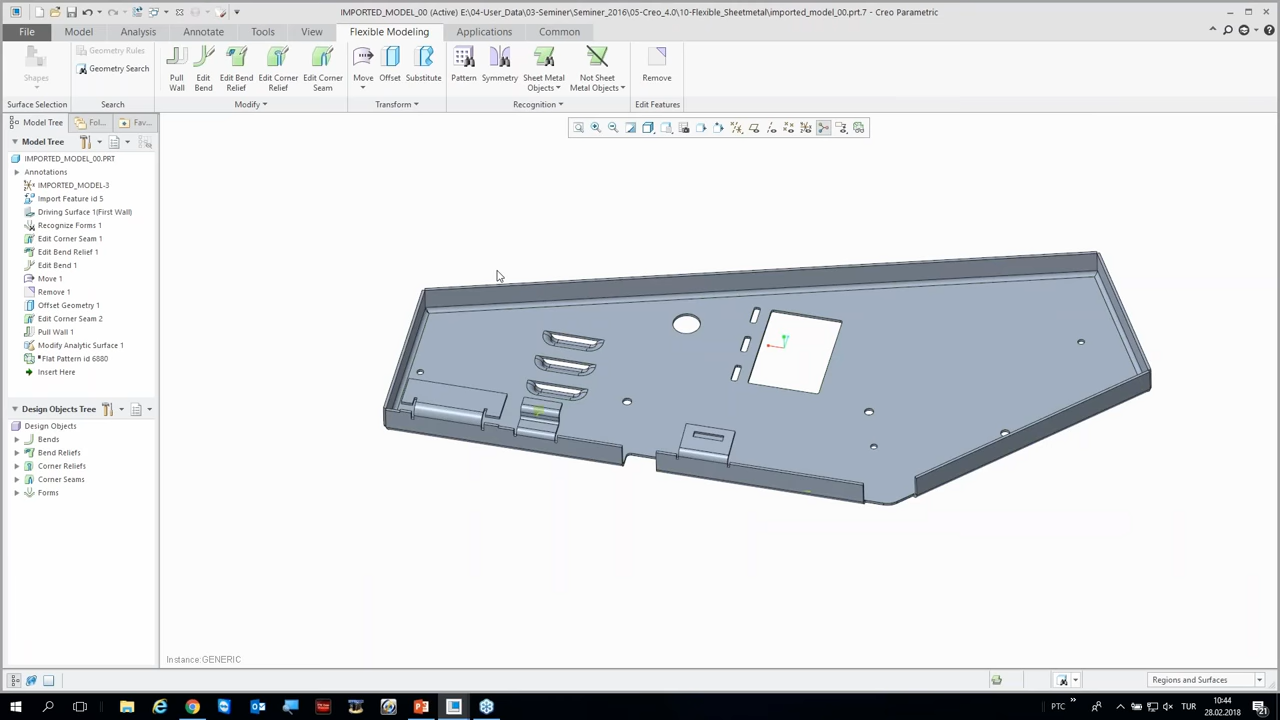 IMPORTED_MODEL_00 (Active) E:\04-User_Data\03-Seminer\Seminer_2016\05-Creo_4.0\10-Flexible_Sheetmetal\imported_model_00.prt.7 - Creo Parametric
File Model Analysis Annotate Tools View Flexible Modeling Applications Common
Shapes
Geometry Rules
Geometry Search
Pull Wall
Edit Bend
Edit Bend Relief
Edit Corner Relief
Edit Corner Seam
Move
Offset
Substitute
Pattern
Symmetry
Sheet Metal Objects
Not Sheet Metal Objects
Remove
Surface Selection Search Modify Transform Recognition Edit Features
Model Tree Fol... Fav...
Model Tree
IMPORTED_MODEL_00.PRT
Annotations
IMPORTED_MODEL-3
Import Feature id 5
Driving Surface 1(First Wall)
Recognize Forms 1
Edit Corner Seam 1
Edit Bend Relief 1
Edit Bend 1
Move 1
Remove 1
Offset Geometry 1
Edit Corner Seam 2
Pull Wall 1
Modify Analytic Surface 1
*Flat Pattern id 6880
Insert Here
Design Objects Tree
Design Objects
Bends
Bend Reliefs
Corner Reliefs
Corner Seams
Forms
Instance:GENERIC
Regions and Surfaces
PTC
TUR
10:44
28.02.2018